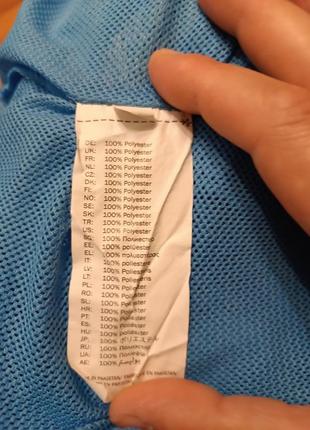 DE: 100% Polyester
UK: 100% Polyester
FR: 100% Polyester
NL: 100% Polyester
CZ: 100% Polyester
DK: 100% Polyester
FI: 100% Polyester
NO: 100% Polyester
SE: 100% Polyester
SK: 100% Polyester
TR: 100% Polyester
US: 100% Polyester
BG: 100% Полиестер
EE: 100% polüester
EL: 100% πολυεστέρας
IT: 100% poliestere
LV: 100% poliesters
LT: 100% poliesteris
PL: 100% poliester
RO: 100% poliester
SL: 100% poliester
HR: 100% poliester
PT: 100% poliéster
ES: 100% poliéster
HU: 100% poliészter
JP: 100% ポリエステル
RU: 100%
UA: 100%
AE: 100%
IN PAKISTAN